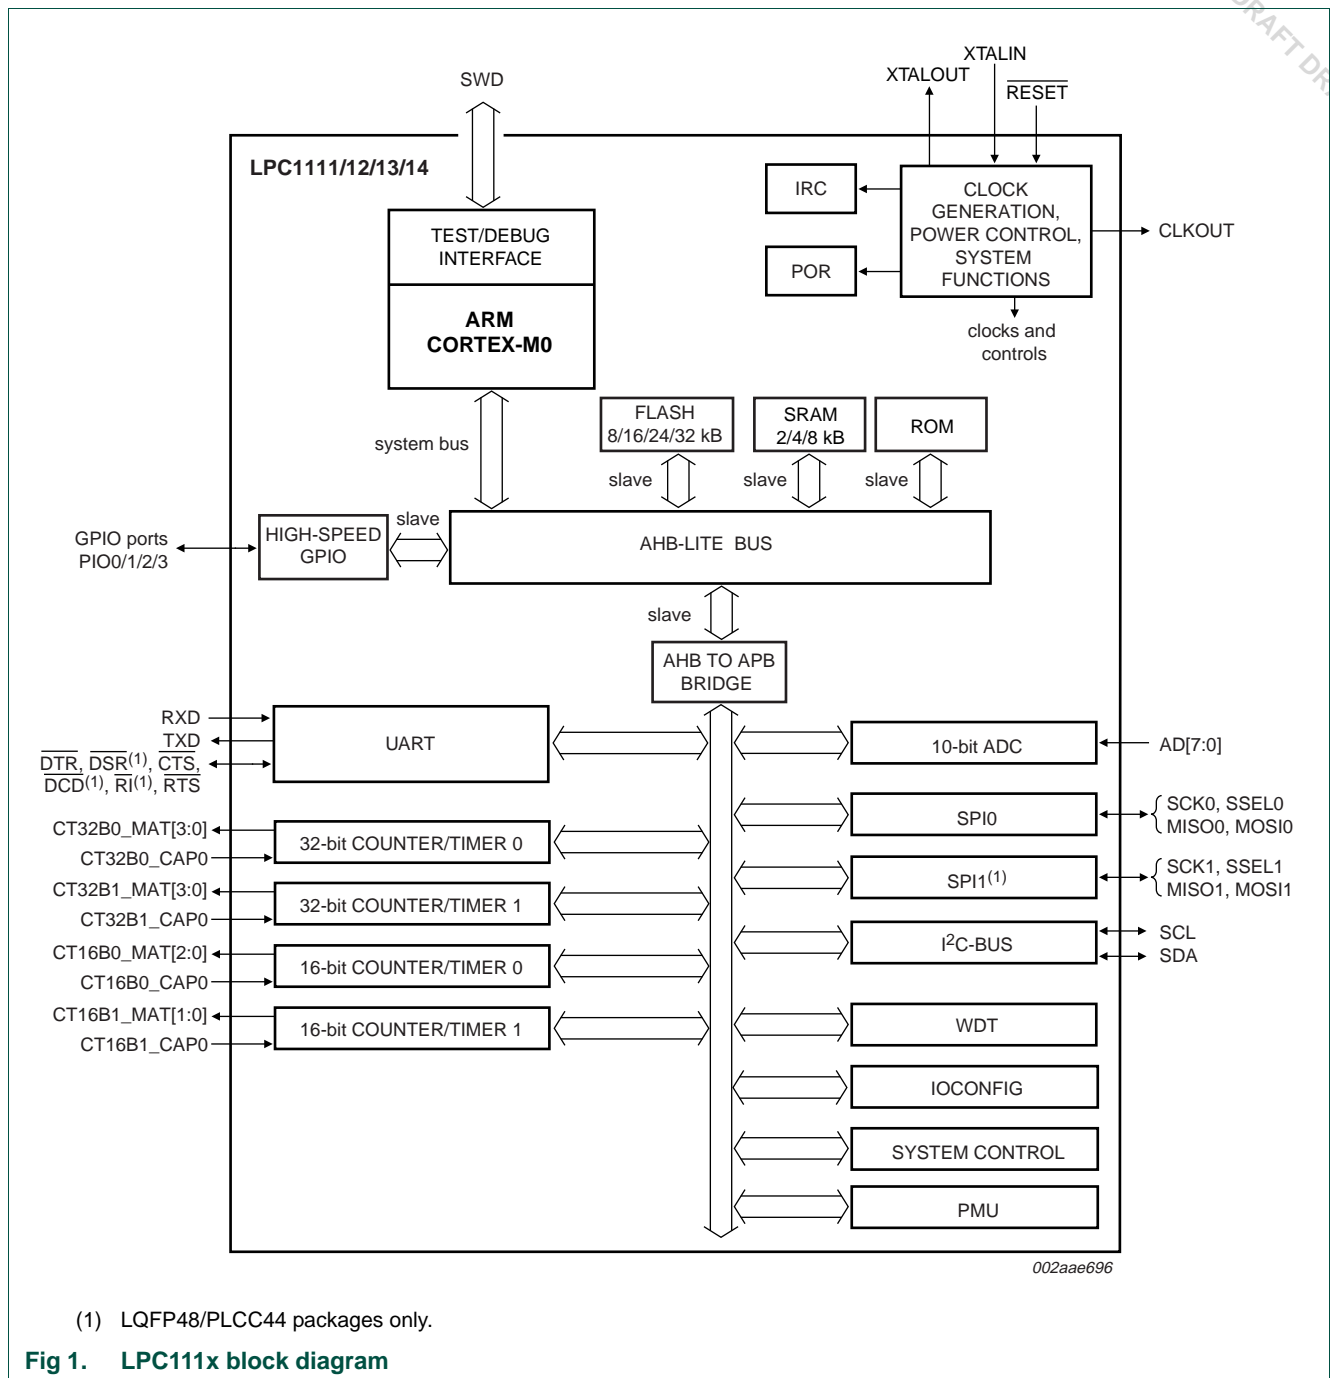 DRAFT DRA
XTALIN
XTALOUT
RESET
SWD
LPC1111/12/13/14
IRC
CLOCK
GENERATION,
POWER CONTROL,
SYSTEM
FUNCTIONS
CLKOUT
POR
TEST/DEBUG
INTERFACE
ARM
CORTEX-M0
clocks and
controls
FLASH
8/16/24/32 kB
SRAM
2/4/8 kB
ROM
system bus
slave
slave
slave
GPIO ports
PIO0/1/2/3
HIGH-SPEED
GPIO
slave
AHB-LITE BUS
slave
AHB TO APB
BRIDGE
RXD
TXD
DTR, DSR(1), CTS,
DCD(1), RI(1), RTS
UART
10-bit ADC
AD[7:0]
CT32B0_MAT[3:0]
CT32B0_CAP0
32-bit COUNTER/TIMER 0
SPI0
SCK0, SSEL0
MISO0, MOSI0
CT32B1_MAT[3:0]
CT32B1_CAP0
32-bit COUNTER/TIMER 1
SPI1(1)
SCK1, SSEL1
MISO1, MOSI1
CT16B0_MAT[2:0]
CT16B0_CAP0
16-bit COUNTER/TIMER 0
I2C-BUS
SCL
SDA
CT16B1_MAT[1:0]
CT16B1_CAP0
16-bit COUNTER/TIMER 1
WDT
IOCONFIG
SYSTEM CONTROL
PMU
002aae696
(1) LQFP48/PLCC44 packages only.
Fig 1. LPC111x block diagram